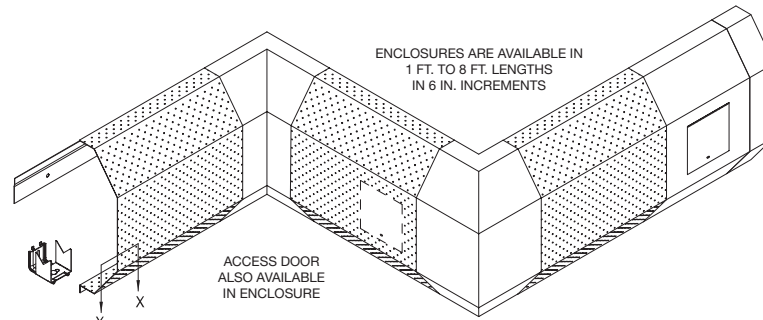 ENCLOSURES ARE AVAILABLE IN
1 FT. TO 8 FT. LENGTHS
IN 6 IN. INCREMENTS
ACCESS DOOR
ALSO AVAILABLE
IN ENCLOSURE
X
X